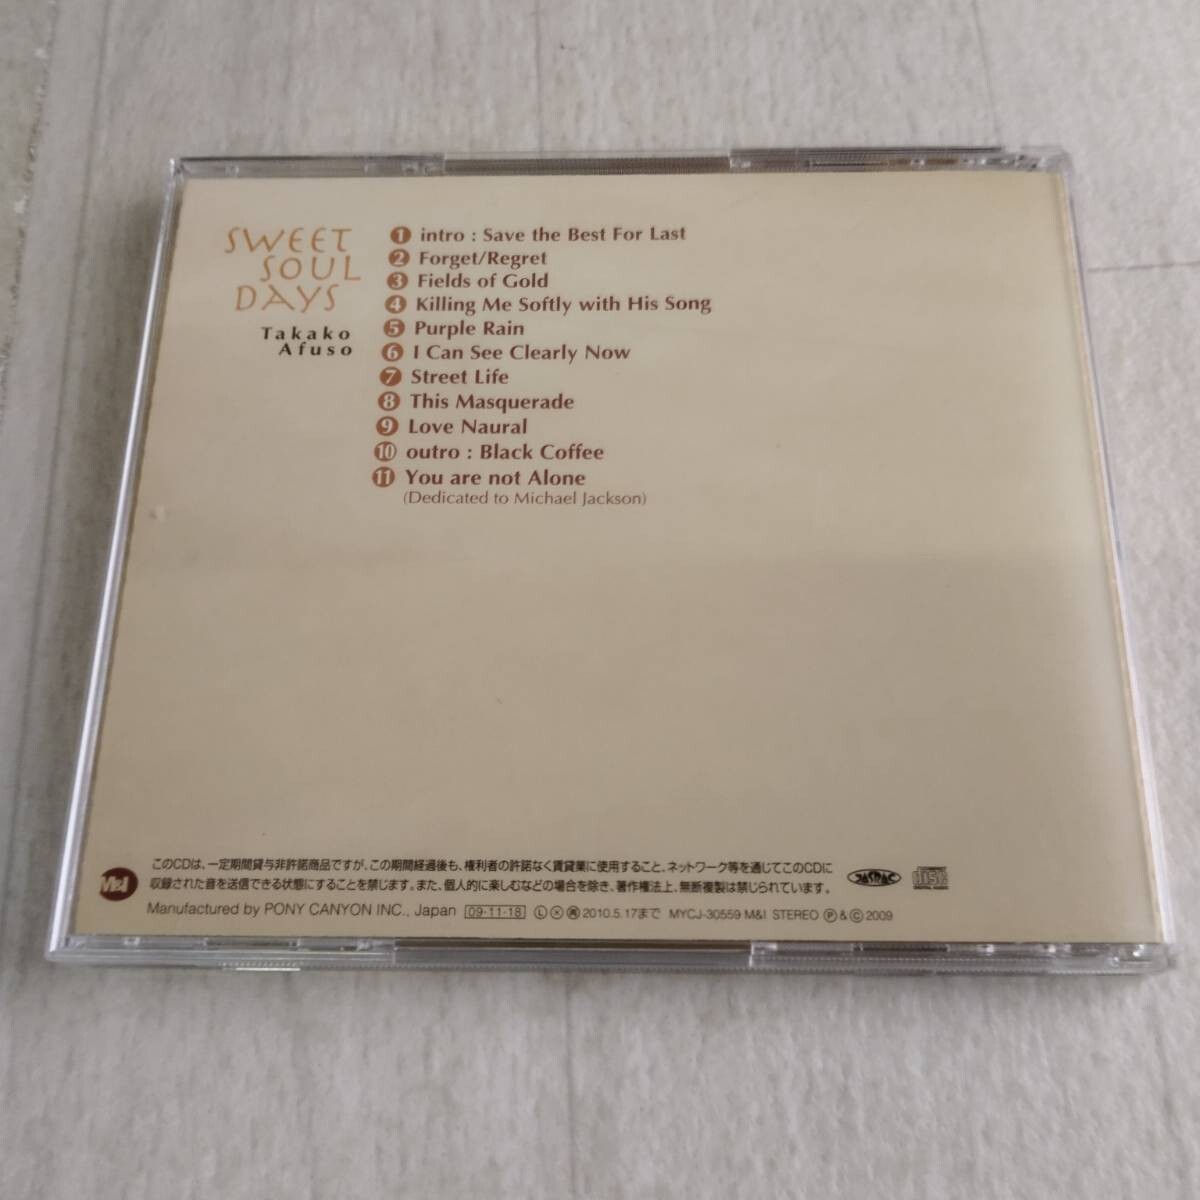 SWEET
SOUL
DAYS
Takako
Afuso
1 intro : Save the Best For Last
2 Forget/Regret
3 Fields of Gold
4 Killing Me Softly with His Song
5 Purple Rain
6 I Can See Clearly Now
7 Street Life
8 This Masquerade
9 Love Naural
10 outro : Black Coffee
11 You are not Alone
(Dedicated to Michael Jackson)
M&I
このCDは、一定期間貸与非許諾商品ですが、この期間経過後も、権利者の許諾なく賃貸業に使用すること、ネットワーク等を通じてこのCDに
収録された音を送信できる状態にすることを禁じます。また、個人的に楽しむなどの場合を除き、著作権法上、無断複製は禁じられています。
JASRAC
COMPACT disc DIGITAL AUDIO
Manufactured by PONY CANYON INC., Japan 09·11·18 Ⓛ ⓧ ㋹ 2010.5.17まで MYCJ-30559 M&I STEREO Ⓟ&Ⓒ2009